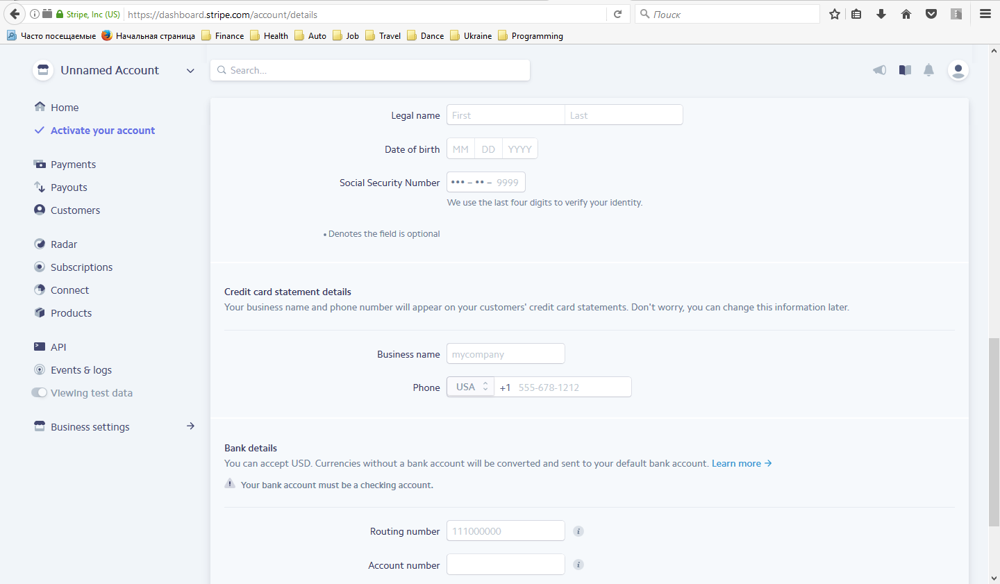 Stripe, Inc (US) https://dashboard.stripe.com/account/details Поиск
Часто посещаемые Начальная страница Finance Health Auto Job Travel Dance Ukraine Programming
Unnamed Account
Search...
Home
Activate your account
Payments
Payouts
Customers
Radar
Subscriptions
Connect
Products
API
Events & logs
Viewing test data
Business settings
Legal name First Last
Date of birth MM DD YYYY
Social Security Number ••• – •• – 9999
We use the last four digits to verify your identity.
• Denotes the field is optional
Credit card statement details
Your business name and phone number will appear on your customers' credit card statements. Don't worry, you can change this information later.
Business name mycompany
Phone USA +1 555-678-1212
Bank details
You can accept USD. Currencies without a bank account will be converted and sent to your default bank account. Learn more →
Your bank account must be a checking account.
Routing number 111000000
Account number